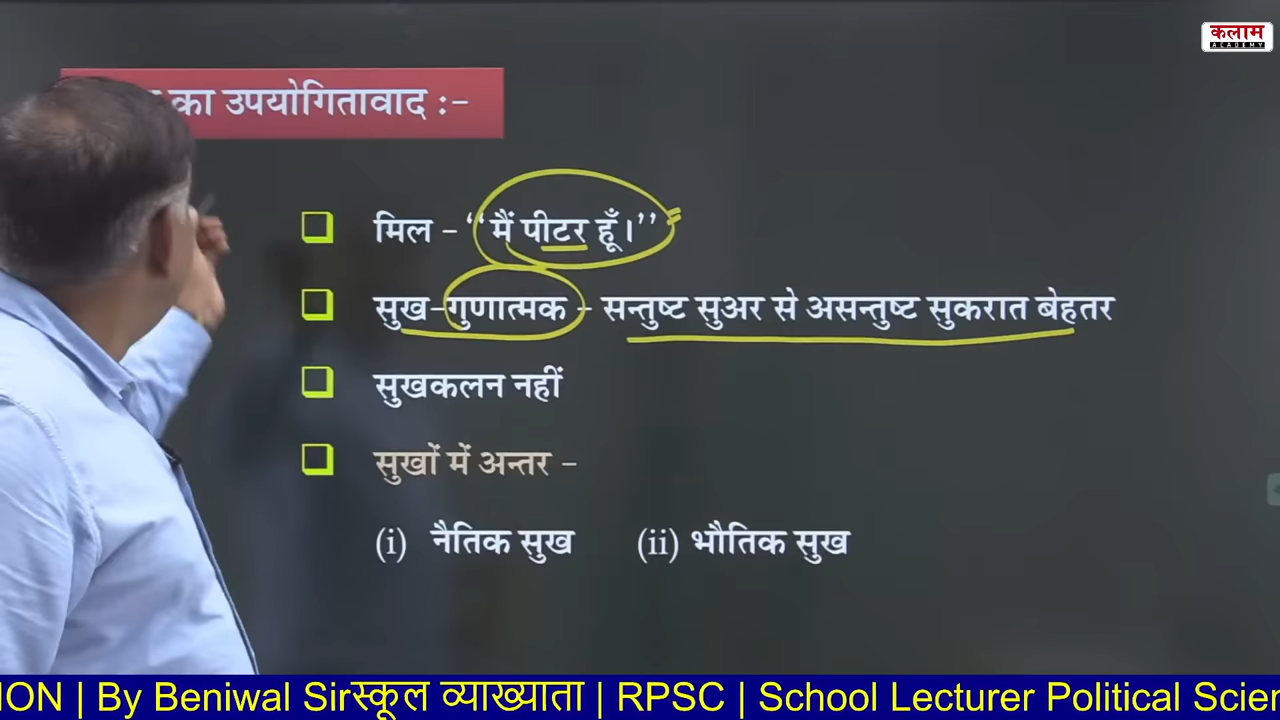 कलाम
ACADEMY
का उपयोगितावाद :-
मिल - “मैं पीटर हूँ।”
सुख-गुणात्मक - सन्तुष्ट सुअर से असन्तुष्ट सुकरात बेहतर
सुखकलन नहीं
सुखों में अन्तर -
(i) नैतिक सुख (ii) भौतिक सुख
ION | By Beniwal Sirस्कूल व्याख्याता | RPSC | School Lecturer Political Scien